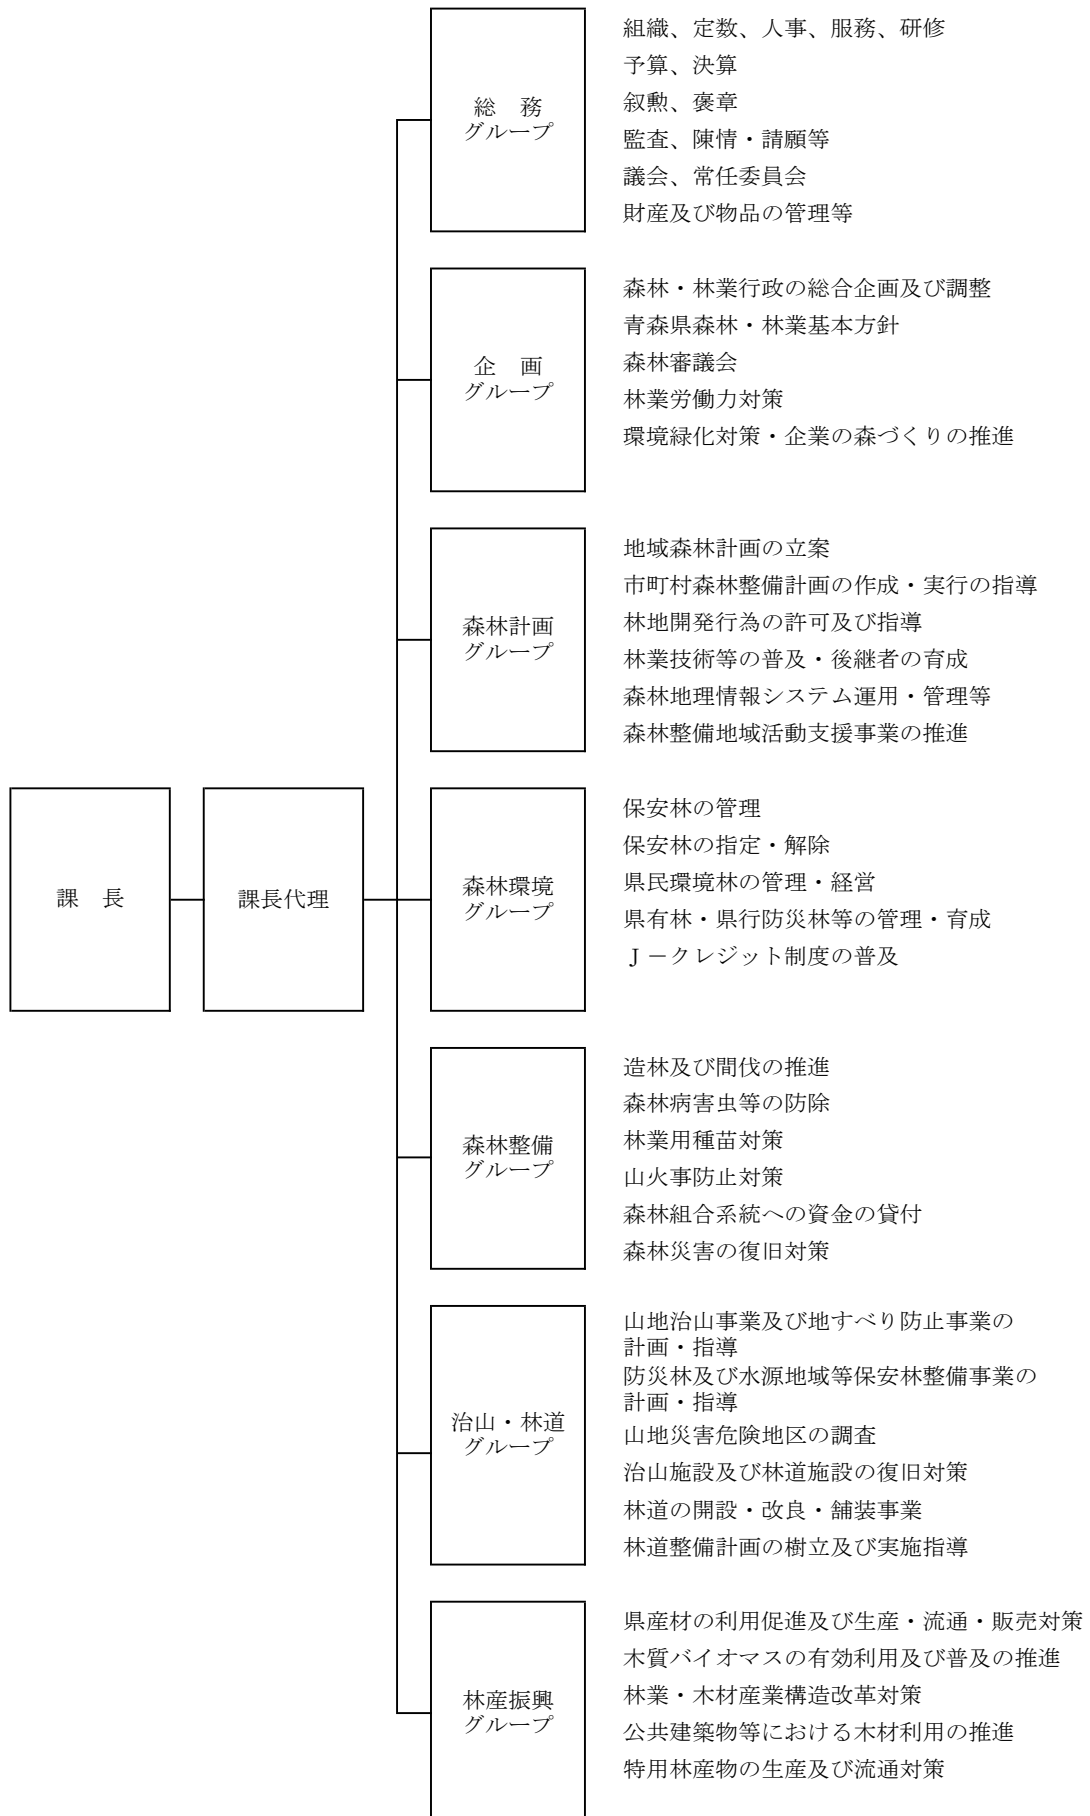 総　務
グループ
組織、定数、人事、服務、研修
予算、決算
叙勲、褒章
監査、陳情・請願等
議会、常任委員会
財産及び物品の管理等
企　画
グループ
森林・林業行政の総合企画及び調整
青森県森林・林業基本方針
森林審議会
林業労働力対策
環境緑化対策・企業の森づくりの推進
森林計画
グループ
地域森林計画の立案
市町村森林整備計画の作成・実行の指導
林地開発行為の許可及び指導
林業技術等の普及・後継者の育成
森林地理情報システム運用・管理等
森林整備地域活動支援事業の推進
課　長
課長代理
森林環境
グループ
保安林の管理
保安林の指定・解除
県民環境林の管理・経営
県有林・県行防災林等の管理・育成
Ｊ－クレジット制度の普及
森林整備
グループ
造林及び間伐の推進
森林病害虫等の防除
林業用種苗対策
山火事防止対策
森林組合系統への資金の貸付
森林災害の復旧対策
治山・林道
グループ
山地治山事業及び地すべり防止事業の
計画・指導
防災林及び水源地域等保安林整備事業の
計画・指導
山地災害危険地区の調査
治山施設及び林道施設の復旧対策
林道の開設・改良・舗装事業
林道整備計画の樹立及び実施指導
林産振興
グループ
県産材の利用促進及び生産・流通・販売対策
木質バイオマスの有効利用及び普及の推進
林業・木材産業構造改革対策
公共建築物等における木材利用の推進
特用林産物の生産及び流通対策